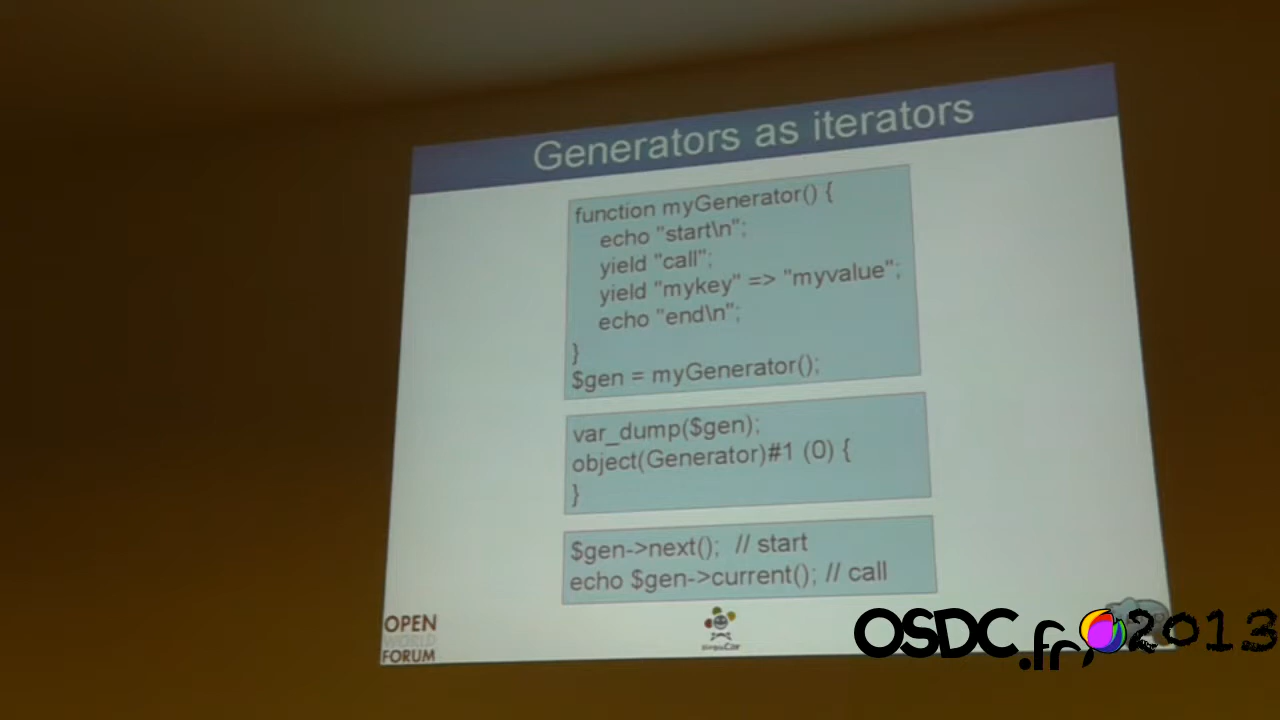 Generators as iterators
function myGenerator() {
echo "start\n";
yield "call";
yield "mykey" => "myvalue";
echo "end\n";
}
$gen = myGenerator();
var_dump($gen);
object(Generator)#1 (0) {
}
$gen->next(); // start
echo $gen->current(); // call
OPEN
WORLD
FORUM
OSDC.fr 2013